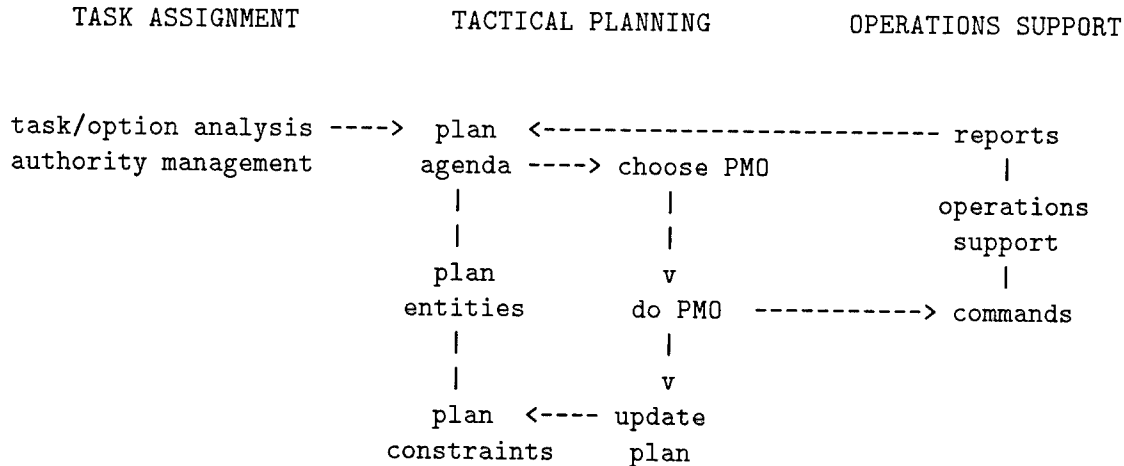 TASK ASSIGNMENT TACTICAL PLANNING OPERATIONS SUPPORT
task/option analysis ----> plan <------------------------- reports
authority management agenda ----> choose PMO |
| | operations
| | support
plan v |
entities do PMO -----------> commands
| |
| v
plan <---- update
constraints plan